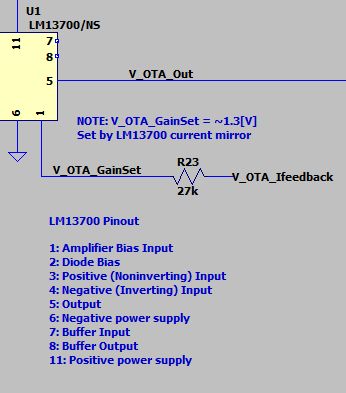 U1
LM13700/NS
11
7
8
5
V_OTA_Out
6
1
NOTE: V_OTA_GainSet = ~1.3[V]
Set by LM13700 current mirror
V_OTA_GainSet
R23
27k
V_OTA_Ifeedback
LM13700 Pinout
1: Amplifier Bias Input
2: Diode Bias
3: Positive (Noninverting) Input
4: Negative (Inverting) Input
5: Output
6: Negative power supply
7: Buffer Input
8: Buffer Output
11: Positive power supply